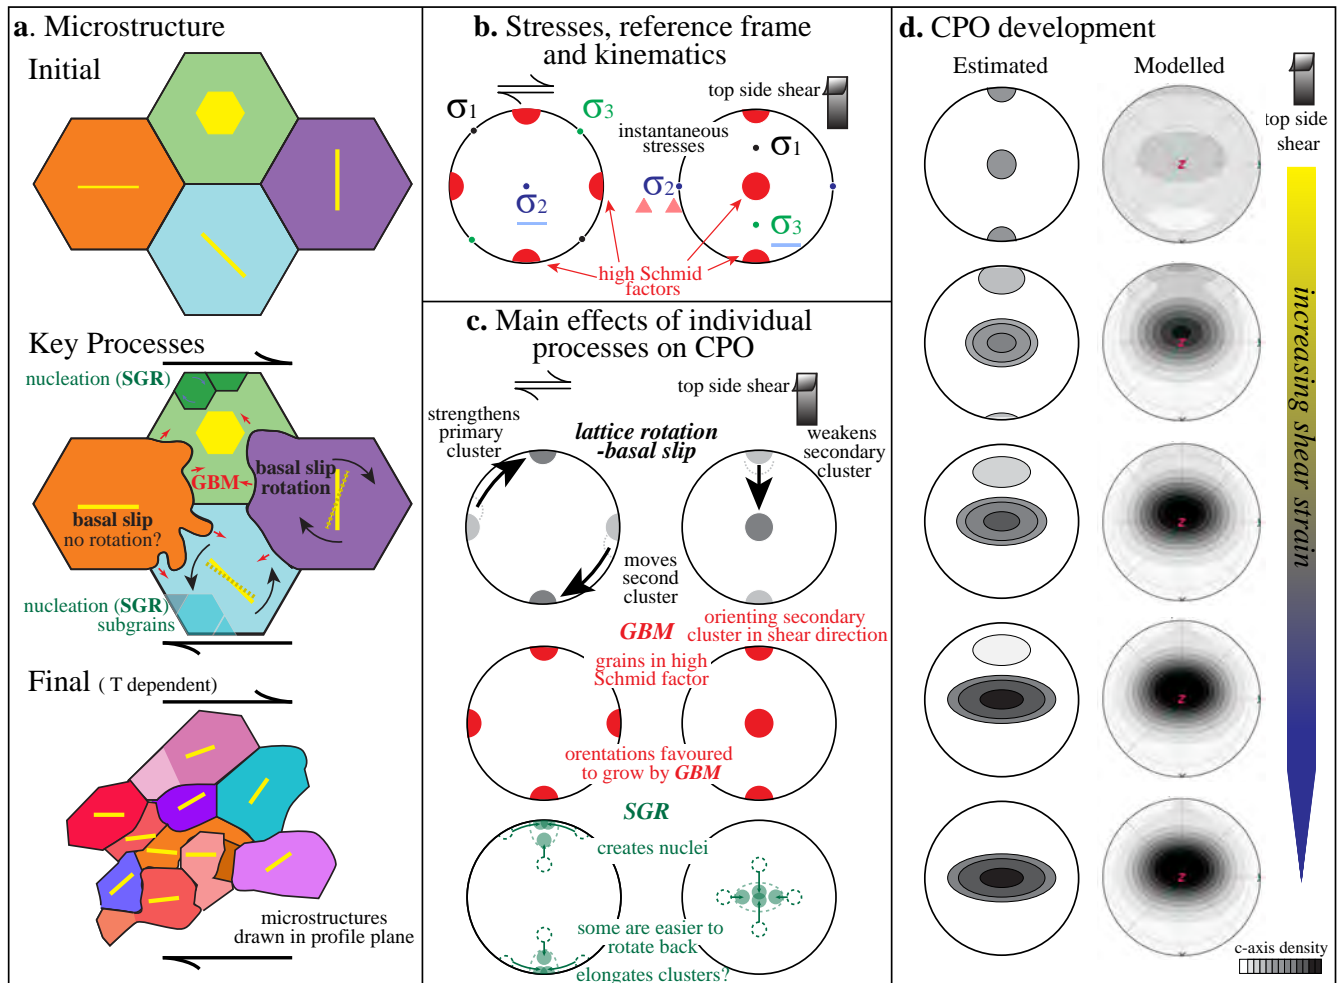 a. Microstructure
Initial
Key Processes
nucleation (SGR)
GBM
basal slip
rotation
basal slip
no rotation?
nucleation (SGR)
subgrains
Final ( T dependent)
microstructures
drawn in profile plane
b. Stresses, reference frame
and kinematics
top side shear
σ1
σ3
instantaneous
stresses
σ1
σ2
σ2
σ3
high Schmid
factors
c. Main effects of individual
processes on CPO
top side shear
strengthens
primary
cluster
lattice rotation
-basal slip
weakens
secondary
cluster
moves
second
cluster
orienting secondary
cluster in shear direction
GBM
grains in high
Schmid factor
orentations favoured
to grow by GBM
SGR
creates nuclei
some are easier to
rotate back
elongates clusters?
d. CPO development
Estimated
Modelled
top side
shear
z
z
z
z
z
increasing shear strain
c-axis density